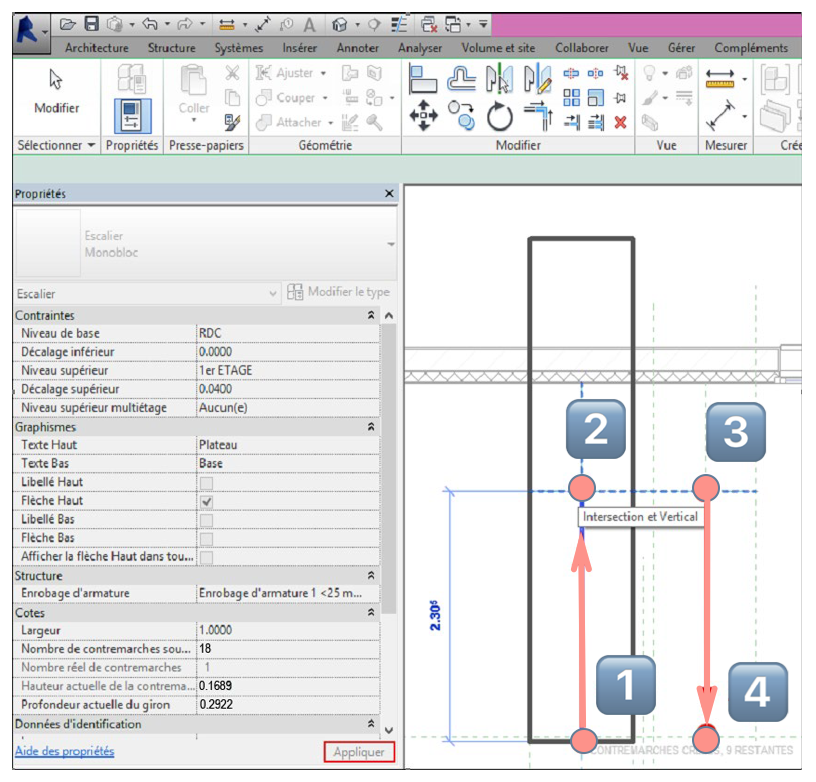 Architecture Structure Systèmes Insérer Annoter Analyser Volume et site Collaborer Vue Gérer Compléments
Modifier
Coller
Ajuster
Couper
Attacher
Sélectionner Propriétés Presse-papiers Géométrie Modifier Vue Mesurer Crée
Propriétés
Escalier
Monobloc
Escalier Modifier le type
Contraintes
Niveau de base RDC
Décalage inférieur 0.0000
Niveau supérieur 1er ETAGE
Décalage supérieur 0.0400
Niveau supérieur multiétage Aucun(e)
Graphismes
Texte Haut Plateau
Texte Bas Base
Libellé Haut
Flèche Haut
Libellé Bas
Flèche Bas
Afficher la flèche Haut dans tou...
Structure
Enrobage d'armature Enrobage d'armature 1 <25 m...
Cotes
Largeur 1.0000
Nombre de contremarches sou... 18
Nombre réel de contremarches 1
Hauteur actuelle de la contrema... 0.1689
Profondeur actuelle du giron 0.2922
Données d'identification
Aide des propriétés Appliquer
2 3
Intersection et Vertical
2.30⁵
1 4
CONTREMARCHES CRÉÉES, 9 RESTANTES